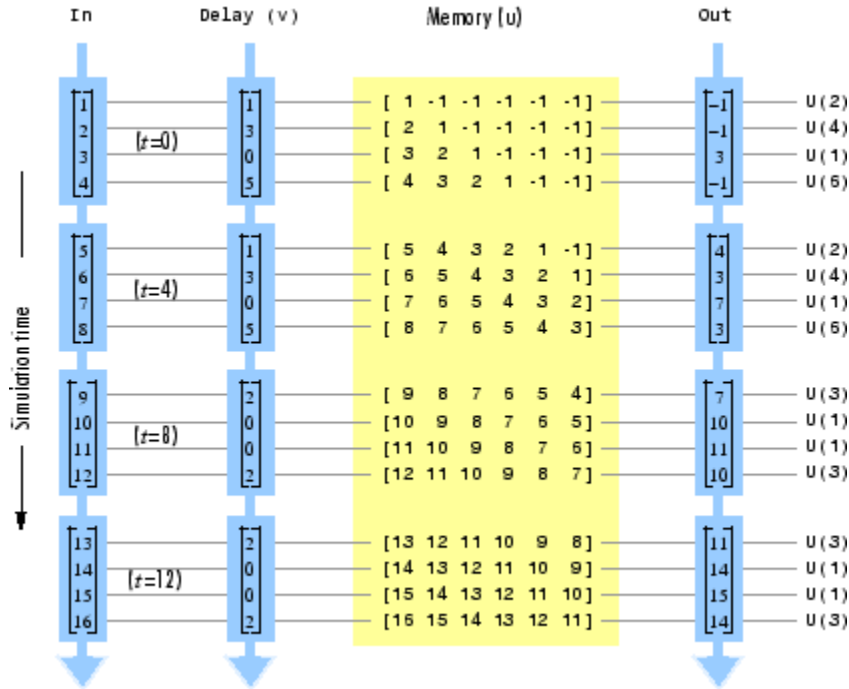 In Delay (v) Memory (u) Out
1 1 [ 1 -1 -1 -1 -1 -1] -1 U(2)
2 3 [ 2 1 -1 -1 -1 -1] -1 U(4)
(t=0)
3 0 [ 3 2 1 -1 -1 -1] 3 U(1)
4 5 [ 4 3 2 1 -1 -1] -1 U(6)
5 1 [ 5 4 3 2 1 -1] 4 U(2)
6 3 [ 6 5 4 3 2 1] 3 U(4)
(t=4)
7 0 [ 7 6 5 4 3 2] 7 U(1)
8 5 [ 8 7 6 5 4 3] 3 U(6)
Simulation time
9 2 [ 9 8 7 6 5 4] 7 U(3)
10 0 [10 9 8 7 6 5] 10 U(1)
(t=8)
11 0 [11 10 9 8 7 6] 11 U(1)
12 2 [12 11 10 9 8 7] 10 U(3)
13 2 [13 12 11 10 9 8] 11 U(3)
14 0 [14 13 12 11 10 9] 14 U(1)
(t=12)
15 0 [15 14 13 12 11 10] 15 U(1)
16 2 [16 15 14 13 12 11] 14 U(3)